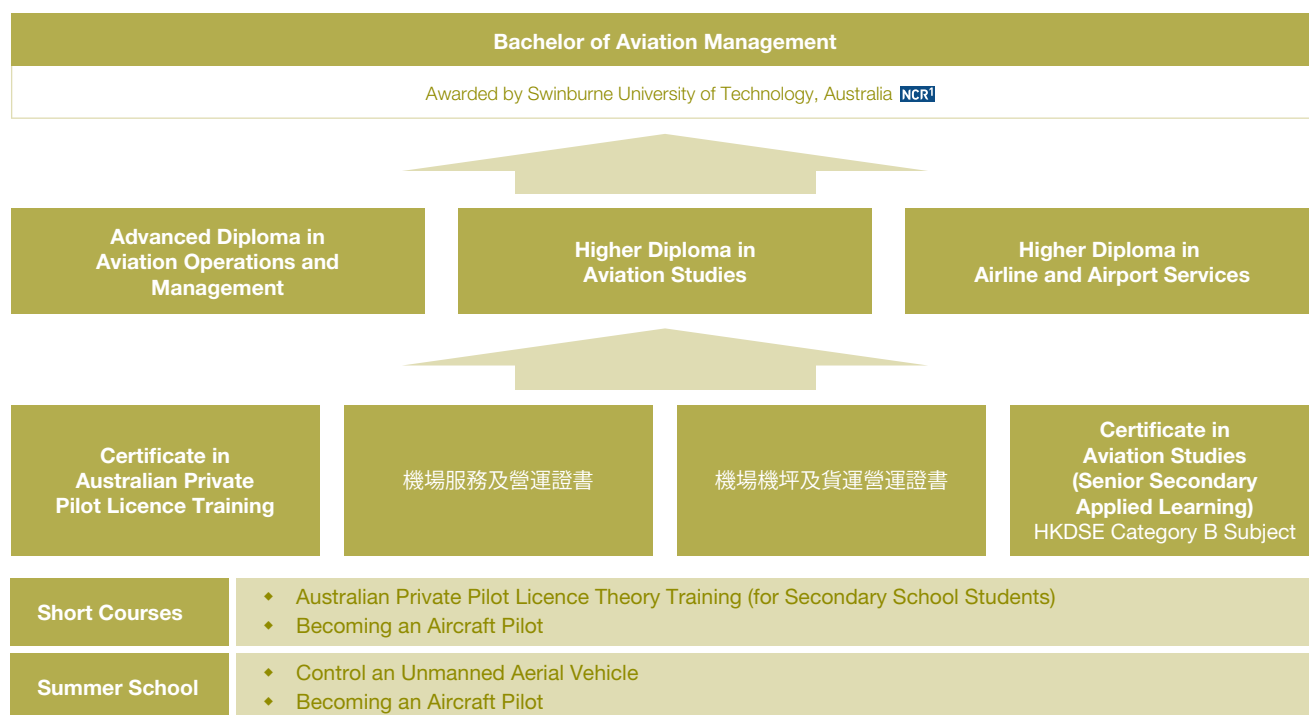 Bachelor of Aviation Management
Awarded by Swinburne University of Technology, Australia NCR1
Advanced Diploma in
Aviation Operations and
Management
Higher Diploma in
Aviation Studies
Higher Diploma in
Airline and Airport Services
Certificate in
Australian Private
Pilot Licence Training
機場服務及營運證書
機場機坪及貨運營運證書
Certificate in
Aviation Studies
(Senior Secondary
Applied Learning)
HKDSE Category B Subject
Short Courses
◆ Australian Private Pilot Licence Theory Training (for Secondary School Students)
◆ Becoming an Aircraft Pilot
Summer School
◆ Control an Unmanned Aerial Vehicle
◆ Becoming an Aircraft Pilot